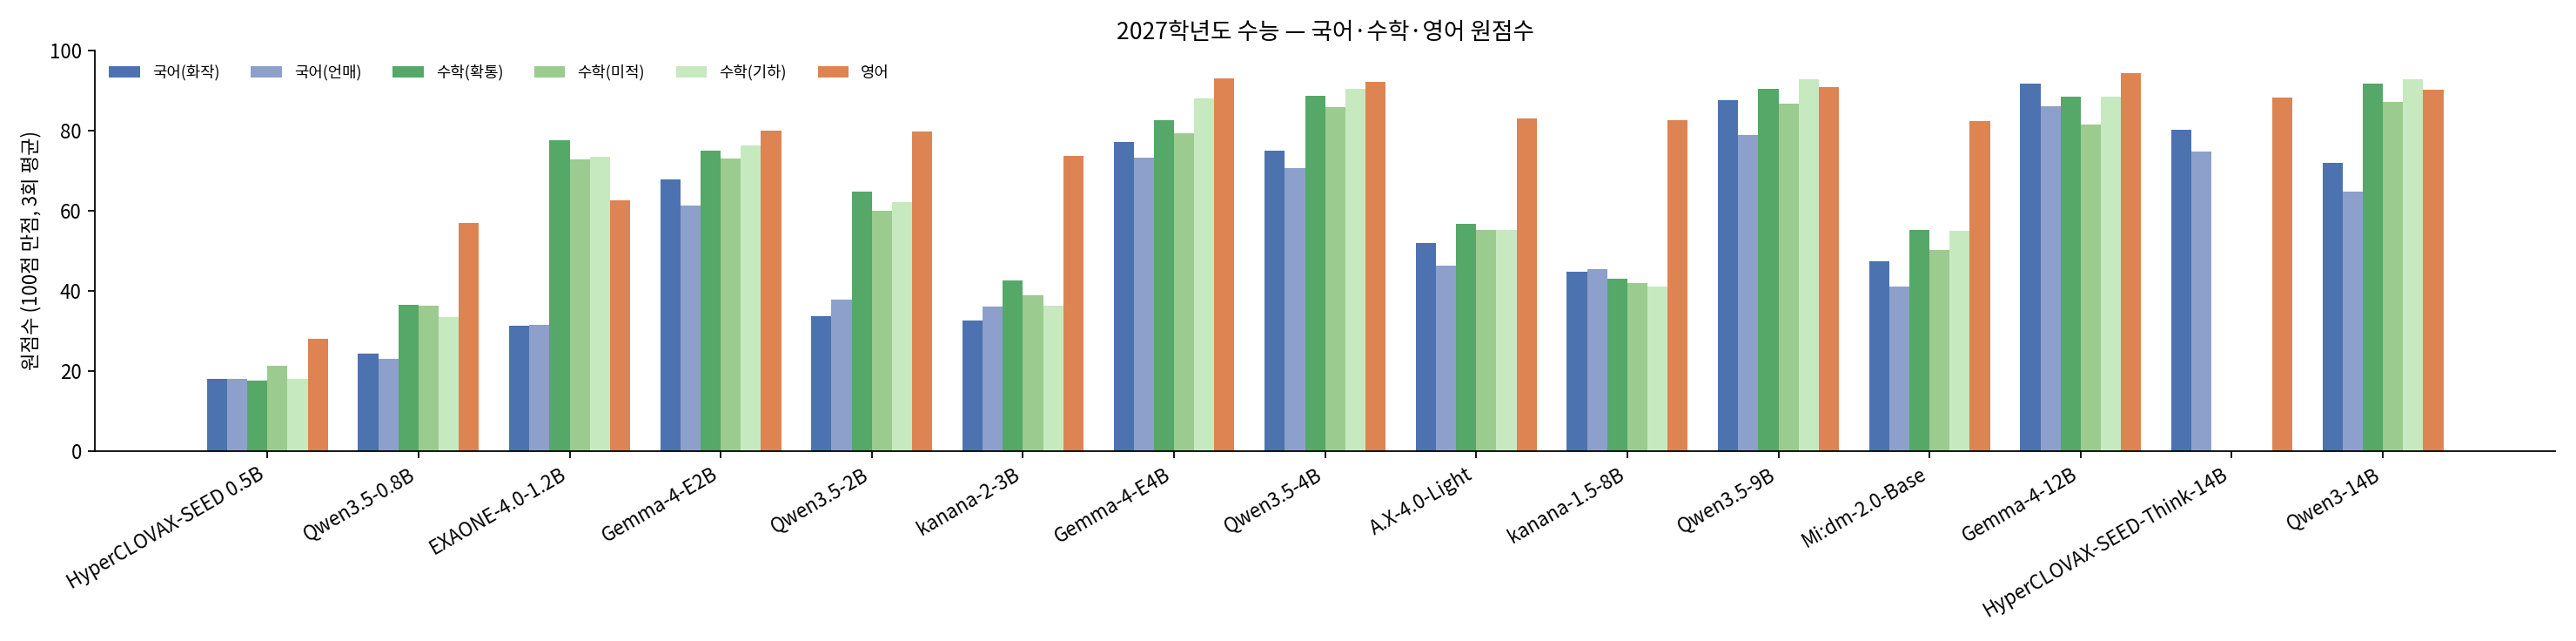 2027학년도 수능 — 국어·수학·영어 원점수
국어(화작) 국어(언매) 수학(확통) 수학(미적) 수학(기하) 영어
원점수 (100점 만점, 3회 평균)
100
80
60
40
20
0
HyperCLOVAX-SEED 0.5B
Qwen3.5-0.8B
EXAONE-4.0-1.2B
Gemma-4-E2B
Qwen3.5-2B
kanana-2-3B
Gemma-4-E4B
Qwen3.5-4B
A.X-4.0-Light
kanana-1.5-8B
Qwen3.5-9B
Mi:dm-2.0-Base
Gemma-4-12B
HyperCLOVAX-SEED-Think-14B
Qwen3-14B